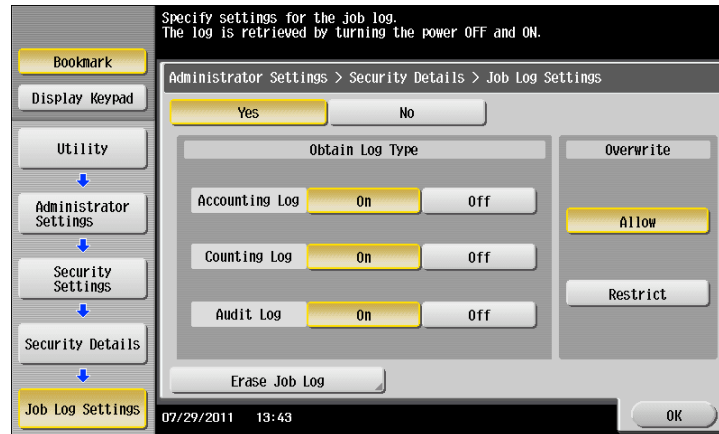 Specify settings for the job log.
The log is retrieved by turning the power OFF and ON.
Bookmark
Display Keypad
Utility
Administrator
Settings
Security
Settings
Security Details
Job Log Settings
Administrator Settings > Security Details > Job Log Settings
Yes No
Obtain Log Type
Accounting Log On Off
Counting Log On Off
Audit Log On Off
Overwrite
Allow
Restrict
Erase Job Log
07/29/2011 13:43
OK